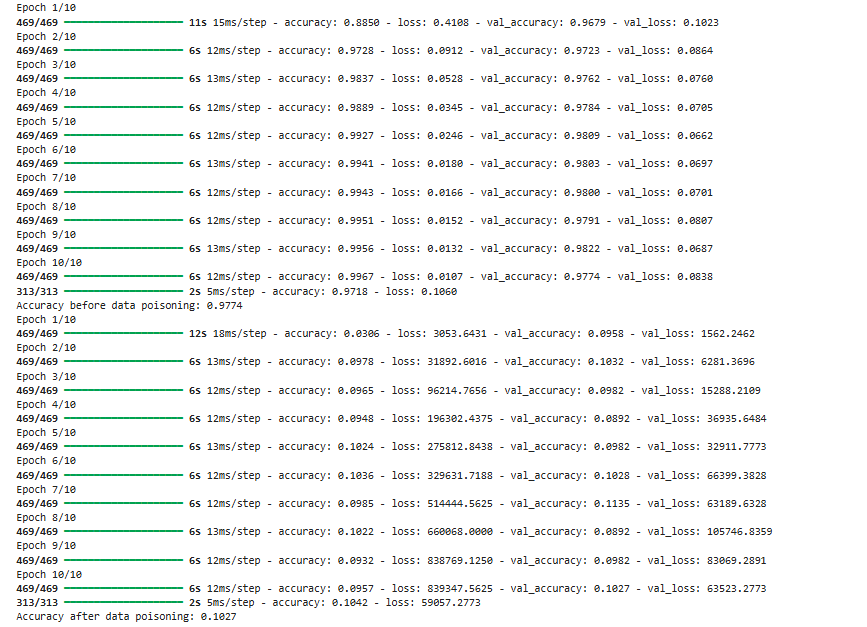 Epoch 1/10
469/469 ━━━━━━━━━━━━━━━━━━━━ 11s 15ms/step - accuracy: 0.8850 - loss: 0.4108 - val_accuracy: 0.9679 - val_loss: 0.1023
Epoch 2/10
469/469 ━━━━━━━━━━━━━━━━━━━━ 6s 12ms/step - accuracy: 0.9728 - loss: 0.0912 - val_accuracy: 0.9723 - val_loss: 0.0864
Epoch 3/10
469/469 ━━━━━━━━━━━━━━━━━━━━ 6s 13ms/step - accuracy: 0.9837 - loss: 0.0528 - val_accuracy: 0.9762 - val_loss: 0.0760
Epoch 4/10
469/469 ━━━━━━━━━━━━━━━━━━━━ 6s 12ms/step - accuracy: 0.9889 - loss: 0.0345 - val_accuracy: 0.9784 - val_loss: 0.0705
Epoch 5/10
469/469 ━━━━━━━━━━━━━━━━━━━━ 6s 12ms/step - accuracy: 0.9927 - loss: 0.0246 - val_accuracy: 0.9809 - val_loss: 0.0662
Epoch 6/10
469/469 ━━━━━━━━━━━━━━━━━━━━ 6s 13ms/step - accuracy: 0.9941 - loss: 0.0180 - val_accuracy: 0.9803 - val_loss: 0.0697
Epoch 7/10
469/469 ━━━━━━━━━━━━━━━━━━━━ 6s 12ms/step - accuracy: 0.9943 - loss: 0.0166 - val_accuracy: 0.9800 - val_loss: 0.0701
Epoch 8/10
469/469 ━━━━━━━━━━━━━━━━━━━━ 6s 12ms/step - accuracy: 0.9951 - loss: 0.0152 - val_accuracy: 0.9791 - val_loss: 0.0807
Epoch 9/10
469/469 ━━━━━━━━━━━━━━━━━━━━ 6s 13ms/step - accuracy: 0.9956 - loss: 0.0132 - val_accuracy: 0.9822 - val_loss: 0.0687
Epoch 10/10
469/469 ━━━━━━━━━━━━━━━━━━━━ 6s 12ms/step - accuracy: 0.9967 - loss: 0.0107 - val_accuracy: 0.9774 - val_loss: 0.0838
313/313 ━━━━━━━━━━━━━━━━━━━━ 2s 5ms/step - accuracy: 0.9718 - loss: 0.1060
Accuracy before data poisoning: 0.9774
Epoch 1/10
469/469 ━━━━━━━━━━━━━━━━━━━━ 12s 18ms/step - accuracy: 0.0306 - loss: 3053.6431 - val_accuracy: 0.0958 - val_loss: 1562.2462
Epoch 2/10
469/469 ━━━━━━━━━━━━━━━━━━━━ 6s 13ms/step - accuracy: 0.0978 - loss: 31892.6016 - val_accuracy: 0.1032 - val_loss: 6281.3696
Epoch 3/10
469/469 ━━━━━━━━━━━━━━━━━━━━ 6s 12ms/step - accuracy: 0.0965 - loss: 96214.7656 - val_accuracy: 0.0982 - val_loss: 15288.2109
Epoch 4/10
469/469 ━━━━━━━━━━━━━━━━━━━━ 6s 12ms/step - accuracy: 0.0948 - loss: 196302.4375 - val_accuracy: 0.0892 - val_loss: 36935.6484
Epoch 5/10
469/469 ━━━━━━━━━━━━━━━━━━━━ 6s 13ms/step - accuracy: 0.1024 - loss: 275812.8438 - val_accuracy: 0.0982 - val_loss: 32911.7773
Epoch 6/10
469/469 ━━━━━━━━━━━━━━━━━━━━ 6s 12ms/step - accuracy: 0.1036 - loss: 329631.7188 - val_accuracy: 0.1028 - val_loss: 66399.3828
Epoch 7/10
469/469 ━━━━━━━━━━━━━━━━━━━━ 6s 12ms/step - accuracy: 0.0985 - loss: 514444.5625 - val_accuracy: 0.1135 - val_loss: 63189.6328
Epoch 8/10
469/469 ━━━━━━━━━━━━━━━━━━━━ 6s 13ms/step - accuracy: 0.1022 - loss: 660068.0000 - val_accuracy: 0.0892 - val_loss: 105746.8359
Epoch 9/10
469/469 ━━━━━━━━━━━━━━━━━━━━ 6s 12ms/step - accuracy: 0.0932 - loss: 838769.1250 - val_accuracy: 0.0982 - val_loss: 83069.2891
Epoch 10/10
469/469 ━━━━━━━━━━━━━━━━━━━━ 6s 12ms/step - accuracy: 0.0957 - loss: 839347.5625 - val_accuracy: 0.1027 - val_loss: 63523.2773
313/313 ━━━━━━━━━━━━━━━━━━━━ 2s 5ms/step - accuracy: 0.1042 - loss: 59057.2773
Accuracy after data poisoning: 0.1027